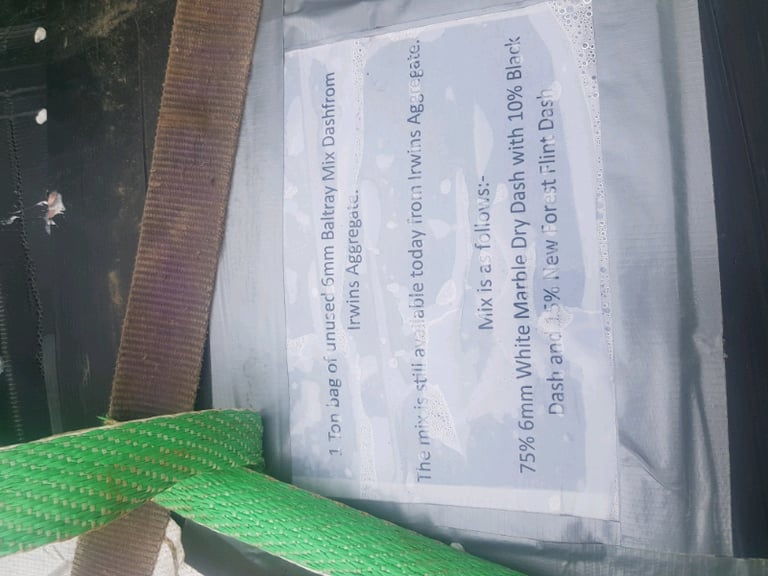 1 Ton bag of unused 6mm Baltray Mix Dashfrom
Irwins Aggregate.
The mix is still available today from Irwins Aggregate.
Mix is as follows:-
75% 6mm White Marble Dry Dash with 10% Black
Dash and 15% New Forest Flint Dash